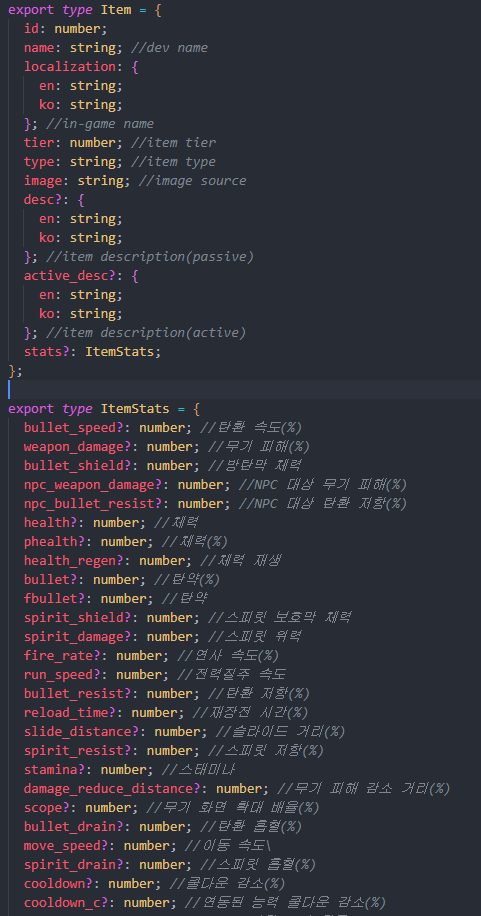 export type Item = {
id: number;
name: string; //dev name
localization: {
en: string;
ko: string;
}; //in-game name
tier: number; //item tier
type: string; //item type
image: string; //image source
desc?: {
en: string;
ko: string;
}; //item description(passive)
active_desc?: {
en: string;
ko: string;
}; //item description(active)
stats?: ItemStats;
};
export type ItemStats = {
bullet_speed?: number; //탄환 속도(%)
weapon_damage?: number; //무기 피해(%)
bullet_shield?: number; //방탄막 체력
npc_weapon_damage?: number; //NPC 대상 무기 피해(%)
npc_bullet_resist?: number; //NPC 대상 탄환 저항(%)
health?: number; //체력
phealth?: number; //체력(%)
health_regen?: number; //체력 재생
bullet?: number; //탄약(%)
fbullet?: number; //탄약
spirit_shield?: number; //스피릿 보호막 체력
spirit_damage?: number; //스피릿 위력
fire_rate?: number; //연사 속도(%)
run_speed?: number; //전력질주 속도
bullet_resist?: number; //탄환 저항(%)
reload_time?: number; //재장전 시간(%)
slide_distance?: number; //슬라이드 거리(%)
spirit_resist?: number; //스피릿 저항(%)
stamina?: number; //스태미나
damage_reduce_distance?: number; //무기 피해 감소 거리(%)
scope?: number; //무기 화면 확대 배율(%)
bullet_drain?: number; //탄환 흡혈(%)
move_speed?: number; //이동 속도\
spirit_drain?: number; //스피릿 흡혈(%)
cooldown?: number; //쿨다운 감소(%)
cooldown_c?: number; //연동된 능력 쿨다운 감소(%)